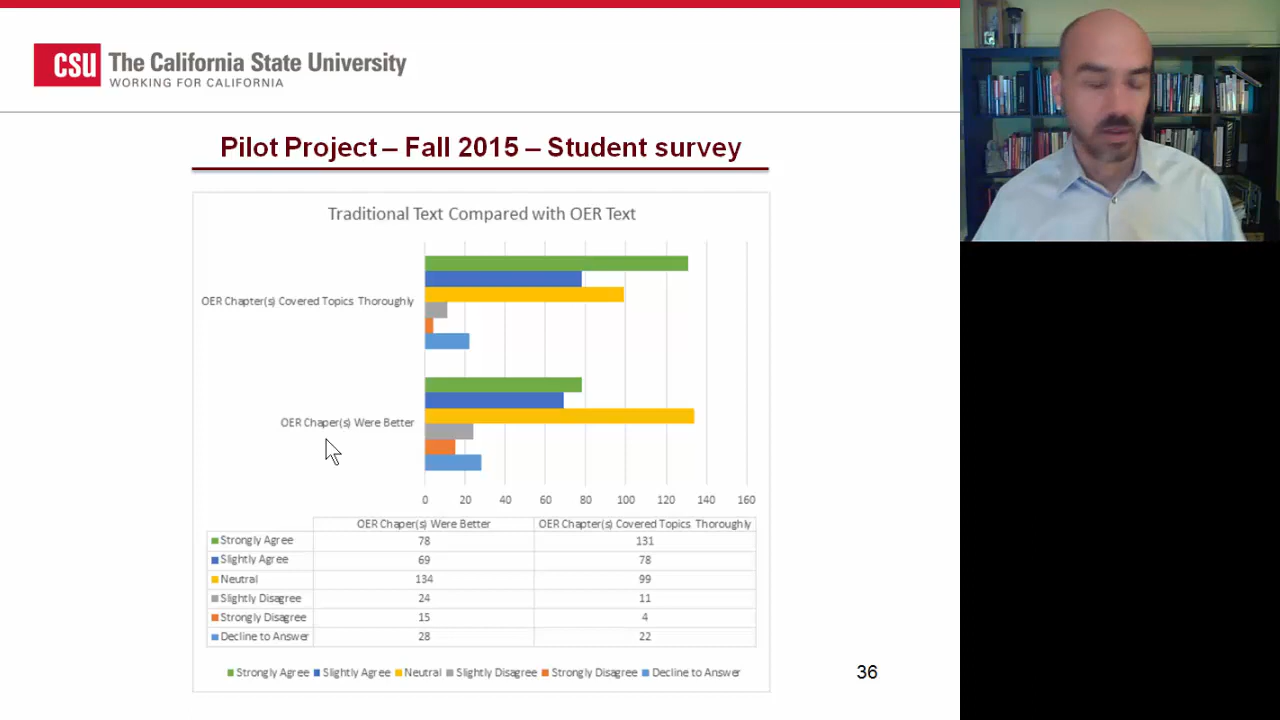 CSU The California State University
WORKING FOR CALIFORNIA
Pilot Project – Fall 2015 – Student survey
Traditional Text Compared with OER Text
OER Chapter(s) Covered Topics Thoroughly
OER Chaper(s) Were Better
0 20 40 60 80 100 120 140 160
OER Chaper(s) Were Better OER Chapter(s) Covered Topics Thoroughly
Strongly Agree 78 131
Slightly Agree 69 78
Neutral 134 99
Slightly Disagree 24 11
Strongly Disagree 15 4
Decline to Answer 28 22
Strongly Agree Slightly Agree Neutral Slightly Disagree Strongly Disagree Decline to Answer
36